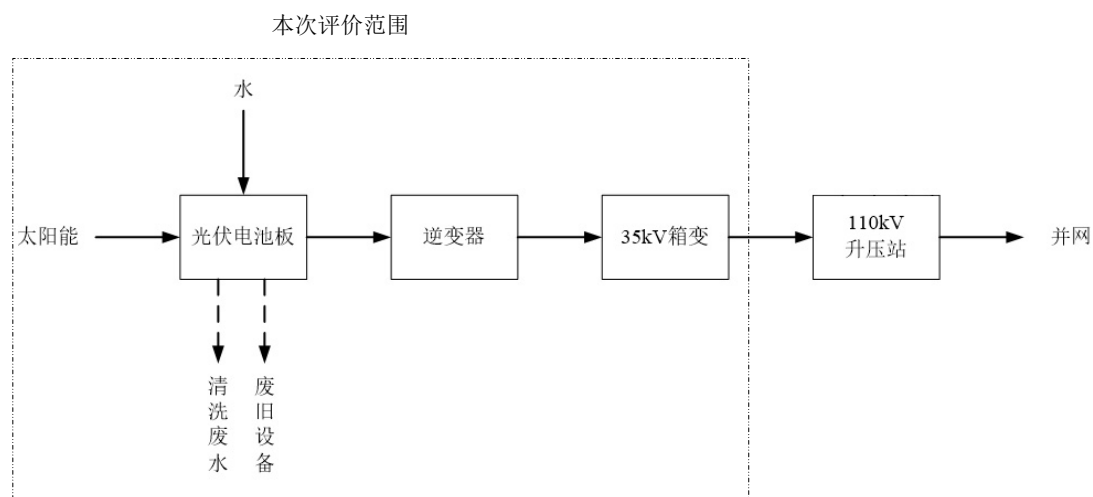 本次评价范围
水
太阳能
光伏电池板
逆变器
35kV箱变
110kV
升压站
并网
清洗废水
废旧设备